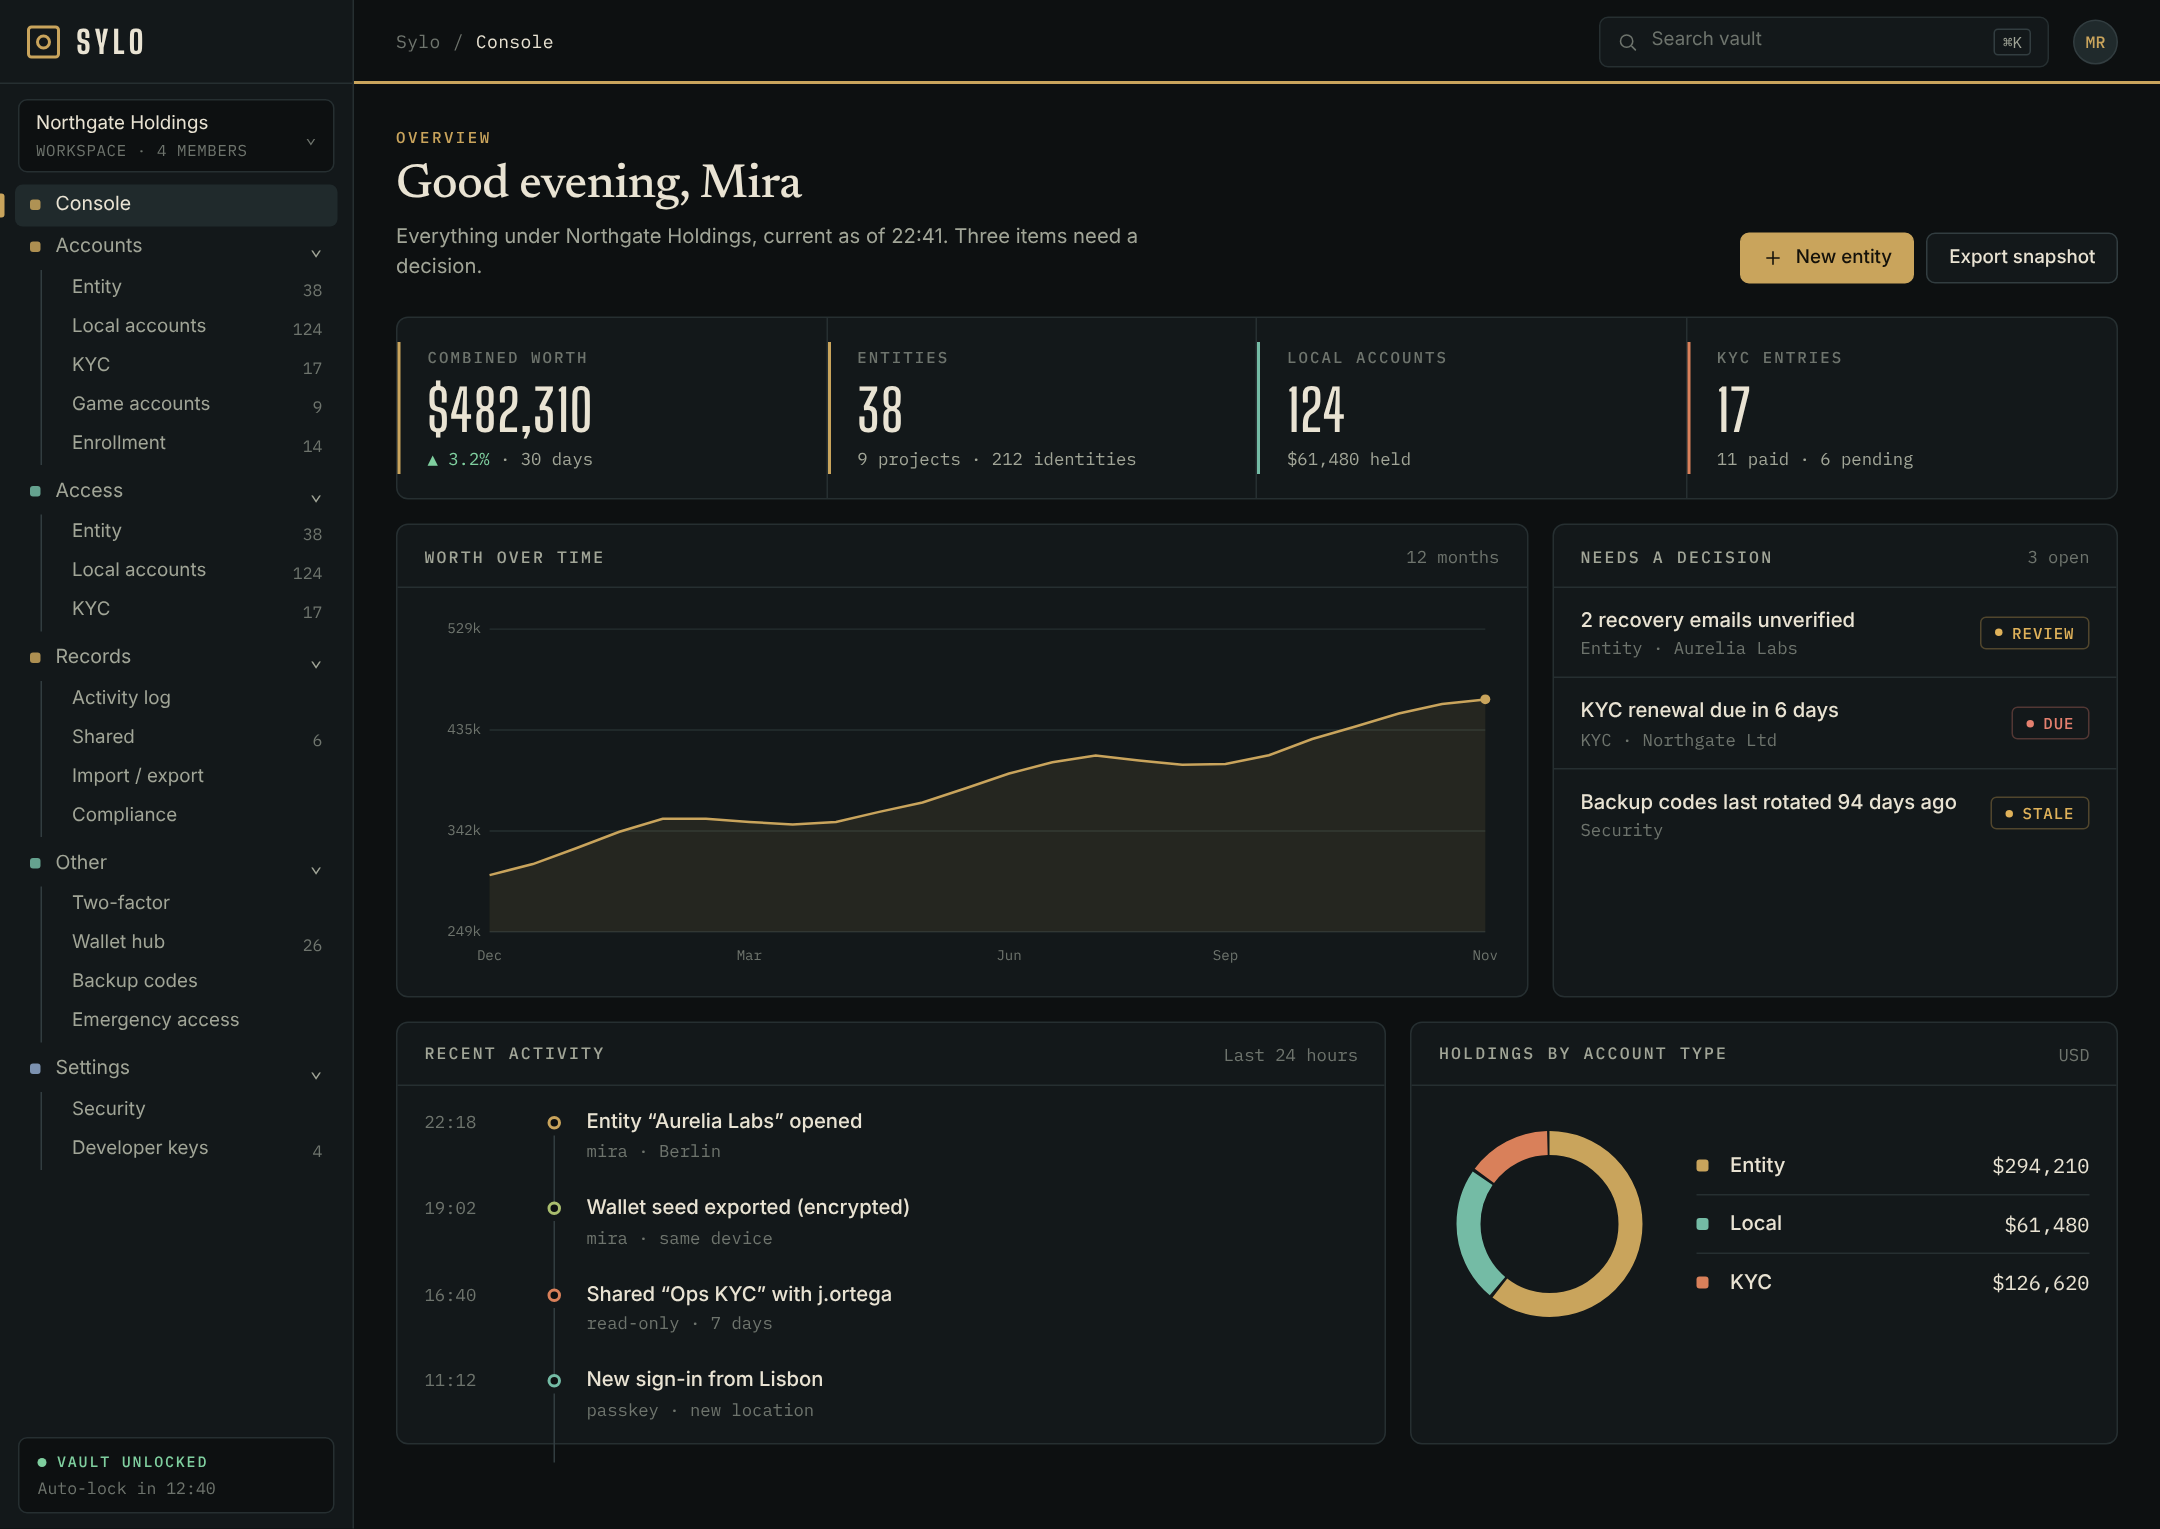 SYLO
Sylo / Console
Search vault
⌘K
MR
Northgate Holdings
WORKSPACE · 4 MEMBERS
Console
Accounts
Entity 38
Local accounts 124
KYC 17
Game accounts 9
Enrollment 14
Access
Entity 38
Local accounts 124
KYC 17
Records
Activity log
Shared 6
Import / export
Compliance
Other
Two-factor
Wallet hub 26
Backup codes
Emergency access
Settings
Security
Developer keys 4
VAULT UNLOCKED
Auto-lock in 12:40
OVERVIEW
Good evening, Mira
Everything under Northgate Holdings, current as of 22:41. Three items need a
decision.
+ New entity
Export snapshot
COMBINED WORTH
$482,310
▲ 3.2% · 30 days
ENTITIES
38
9 projects · 212 identities
LOCAL ACCOUNTS
124
$61,480 held
KYC ENTRIES
17
11 paid · 6 pending
WORTH OVER TIME 12 months
529k
435k
342k
249k
Dec Mar Jun Sep Nov
NEEDS A DECISION 3 open
2 recovery emails unverified
Entity · Aurelia Labs
REVIEW
KYC renewal due in 6 days
KYC · Northgate Ltd
DUE
Backup codes last rotated 94 days ago
Security
STALE
RECENT ACTIVITY Last 24 hours
22:18 Entity “Aurelia Labs” opened
mira · Berlin
19:02 Wallet seed exported (encrypted)
mira · same device
16:40 Shared “Ops KYC” with j.ortega
read-only · 7 days
11:12 New sign-in from Lisbon
passkey · new location
HOLDINGS BY ACCOUNT TYPE USD
Entity $294,210
Local $61,480
KYC $126,620